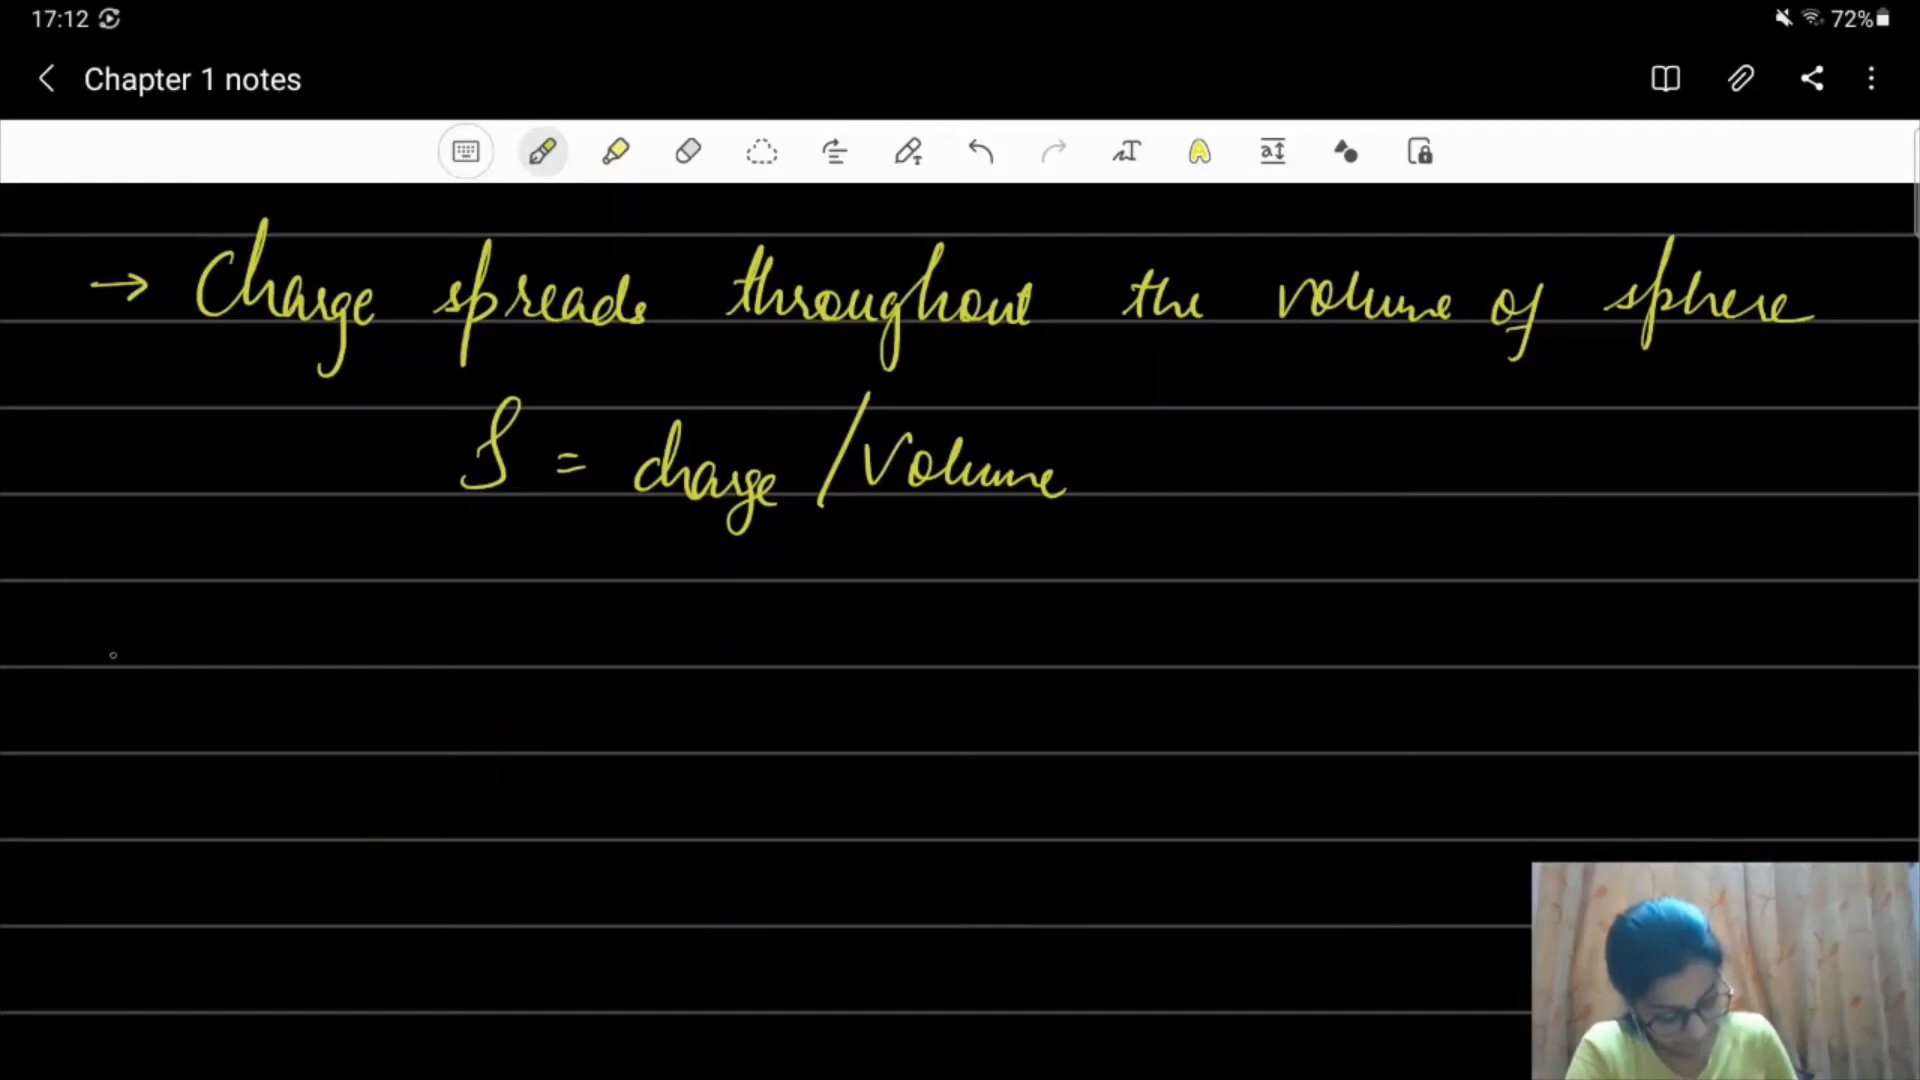 17:12 72%
Chapter 1 notes
→ Charge spreads throughout the volume of sphere
ρ = charge / Volume